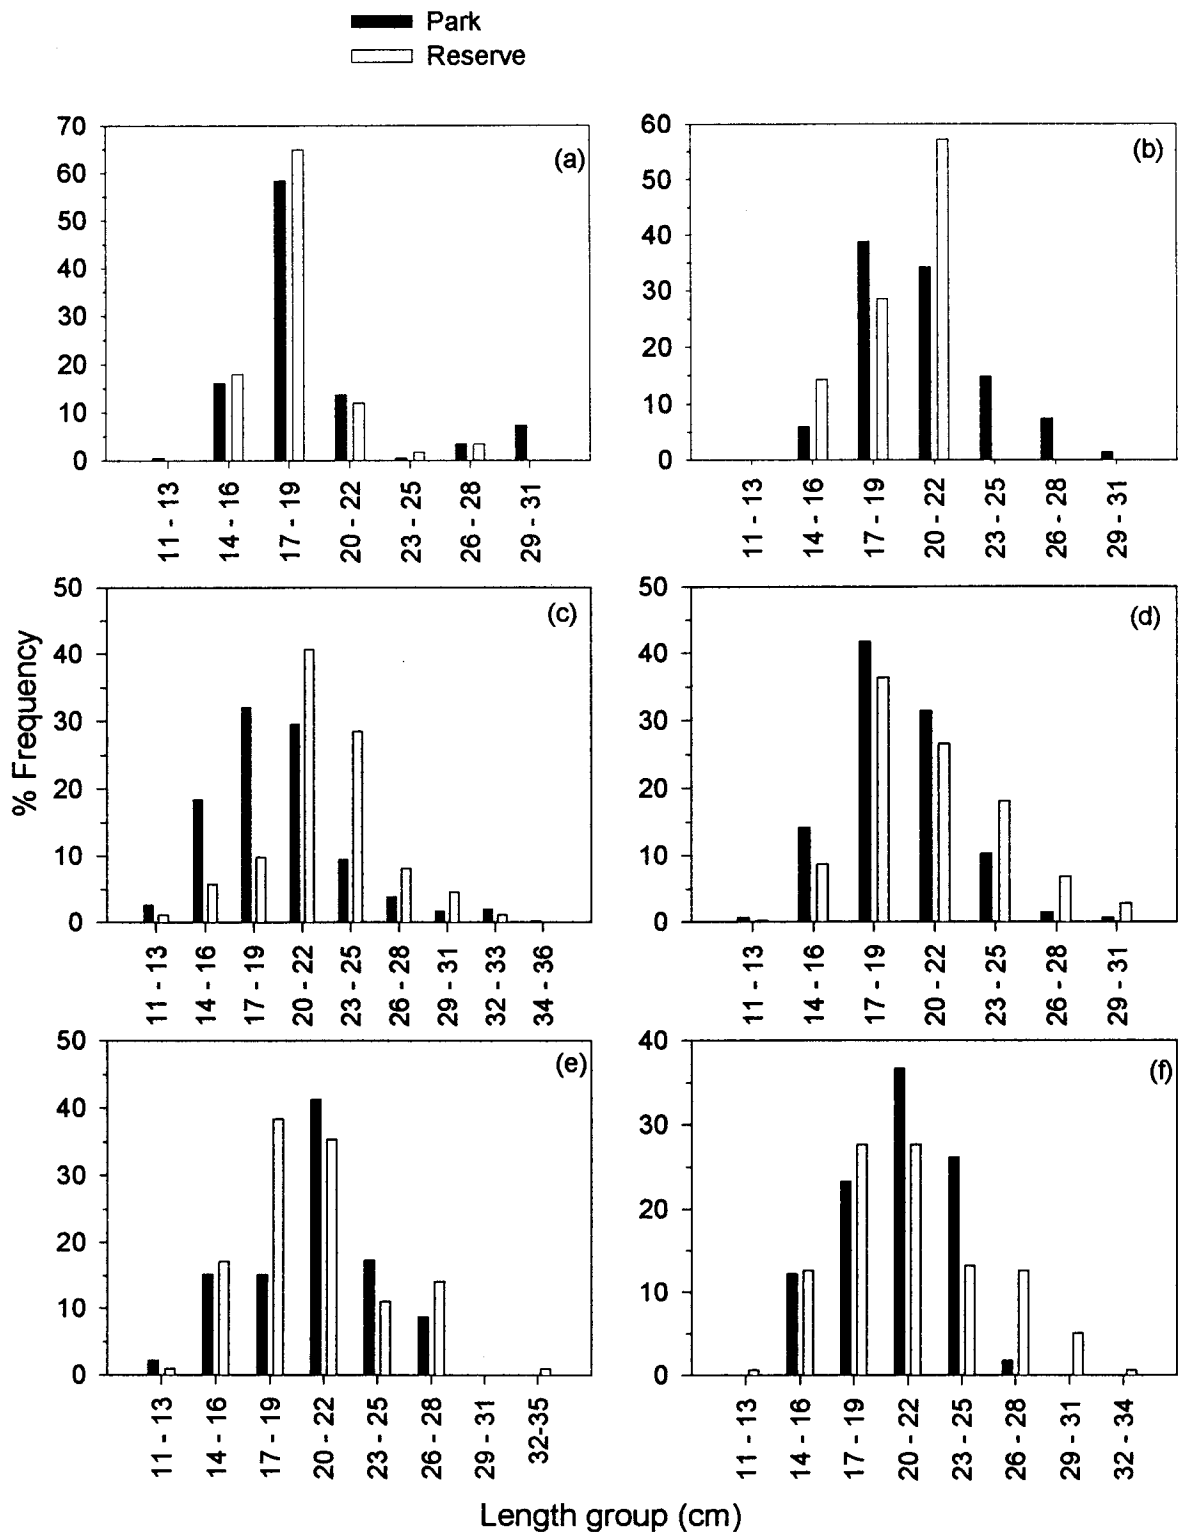 Park
Reserve
70
60
50
40
30
20
10
0
(a)
11 - 13
14 - 16
17 - 19
20 - 22
23 - 25
26 - 28
29 - 31
60
50
40
30
20
10
0
(b)
11 - 13
14 - 16
17 - 19
20 - 22
23 - 25
26 - 28
29 - 31
% Frequency
50
40
30
20
10
0
(c)
11 - 13
14 - 16
17 - 19
20 - 22
23 - 25
26 - 28
29 - 31
32 - 33
34 - 36
50
40
30
20
10
0
(d)
11 - 13
14 - 16
17 - 19
20 - 22
23 - 25
26 - 28
29 - 31
50
40
30
20
10
0
(e)
11 - 13
14 - 16
17 - 19
20 - 22
23 - 25
26 - 28
29 - 31
32-35
40
30
20
10
0
(f)
11 - 13
14 - 16
17 - 19
20 - 22
23 - 25
26 - 28
29 - 31
32 - 34
Length group (cm)